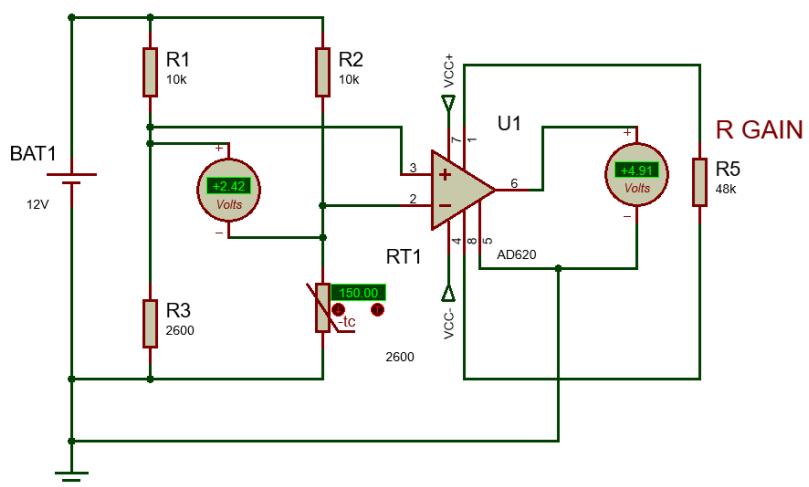 R1
10k
R2
10k
BAT1
12V
+
+2.42
Volts
−
R3
2600
RT1
150.00
-tc
2600
VCC+
VCC-
U1
7
1
3
2
6
4
8
5
+
−
AD620
+
+4.91
Volts
−
R GAIN
R5
48k